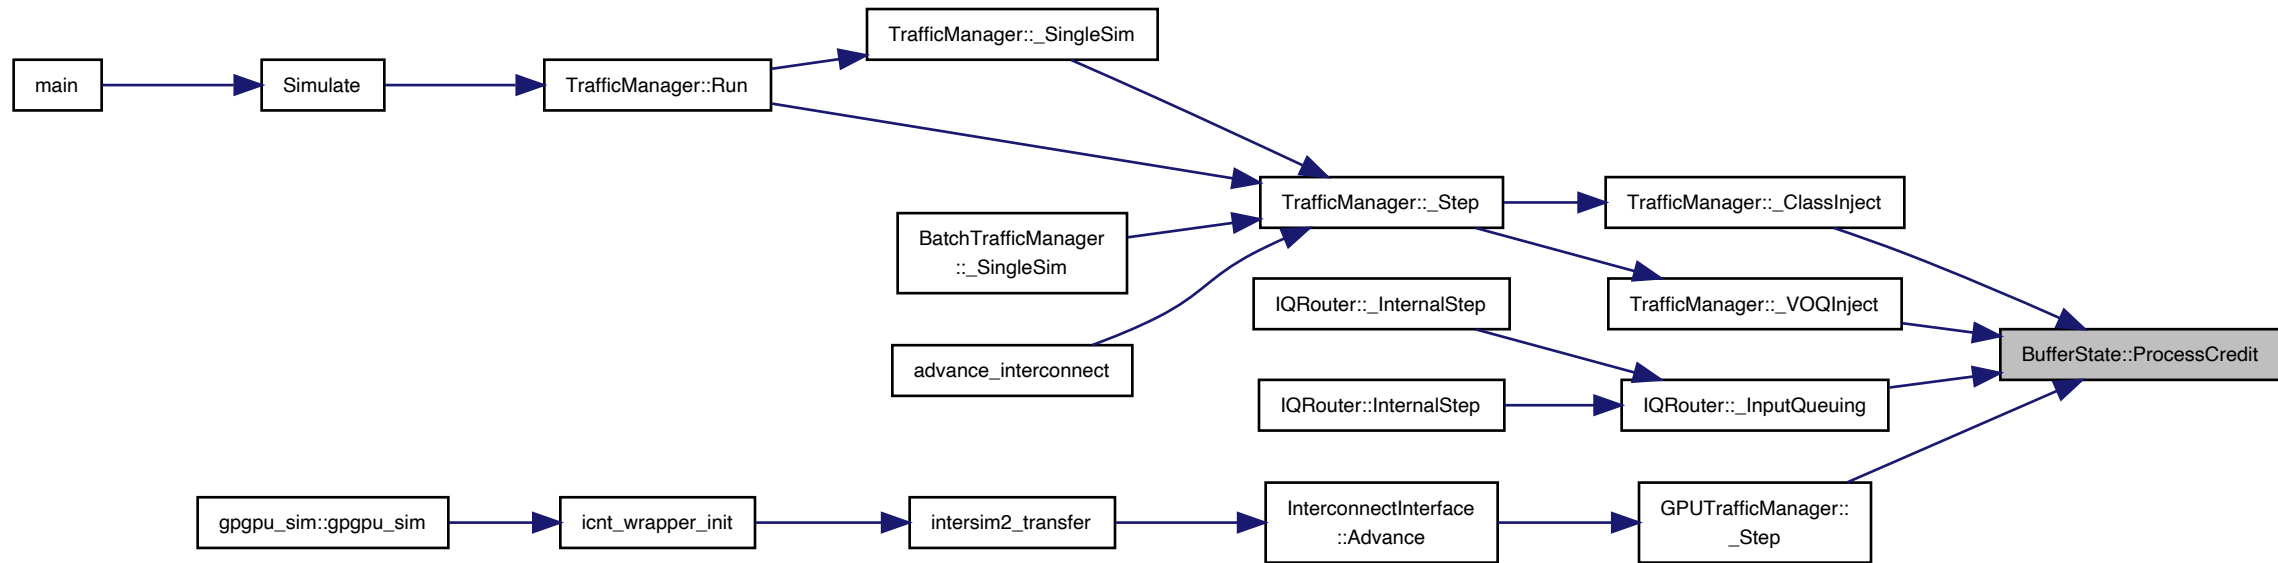 TrafficManager::_SingleSim
main
Simulate
TrafficManager::Run
TrafficManager::_Step
TrafficManager::_ClassInject
BatchTrafficManager
::_SingleSim
IQRouter::_InternalStep
TrafficManager::_VOQInject
BufferState::ProcessCredit
advance_interconnect
IQRouter::InternalStep
IQRouter::_InputQueuing
gpgpu_sim::gpgpu_sim
icnt_wrapper_init
intersim2_transfer
InterconnectInterface
::Advance
GPUTrafficManager::
_Step